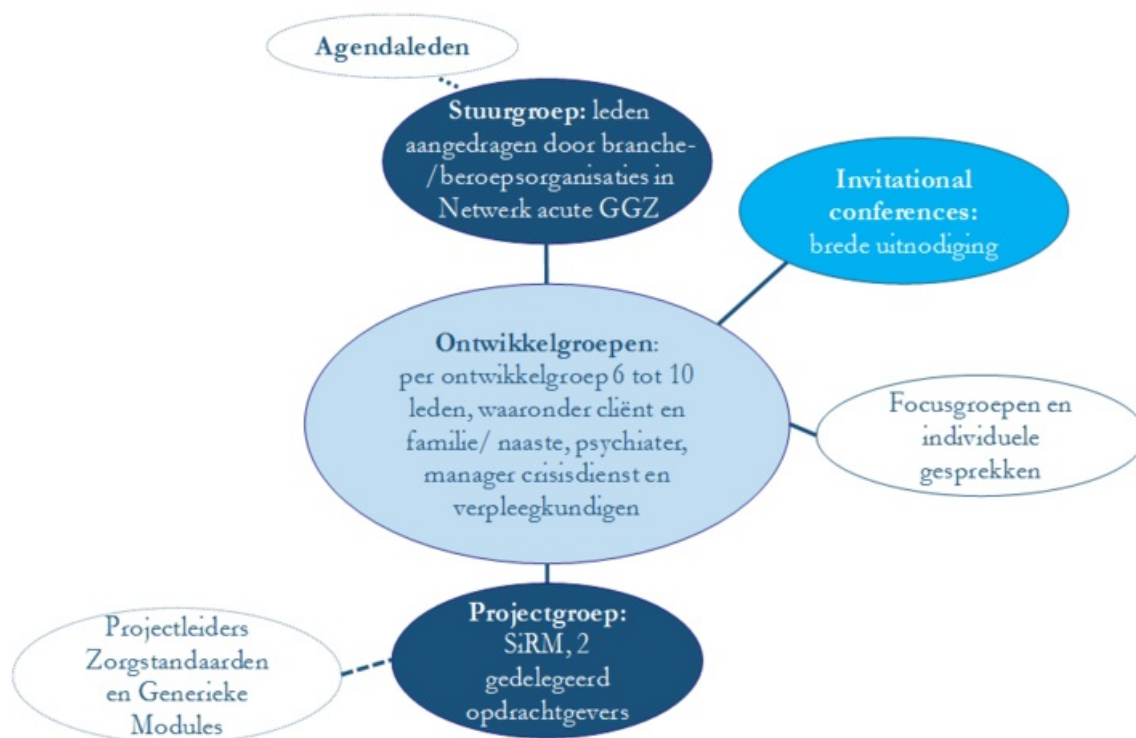 Agendaleden
Stuurgroep: leden
aangedragen door branche-
/beroepsorganisaties in
Netwerk acute GGZ
Invitational
conferences:
brede uitnodiging
Ontwikkelgroepen:
per ontwikkelgroep 6 tot 10
leden, waaronder cliënt en
familie/ naaste, psychiater,
manager crisisdienst en
verpleegkundigen
Focusgroepen en
individuele
gesprekken
Projectgroep:
SiRM, 2
gedelegeerd
opdrachtgevers
Projectleiders
Zorgstandaarden
en Generieke
Modules